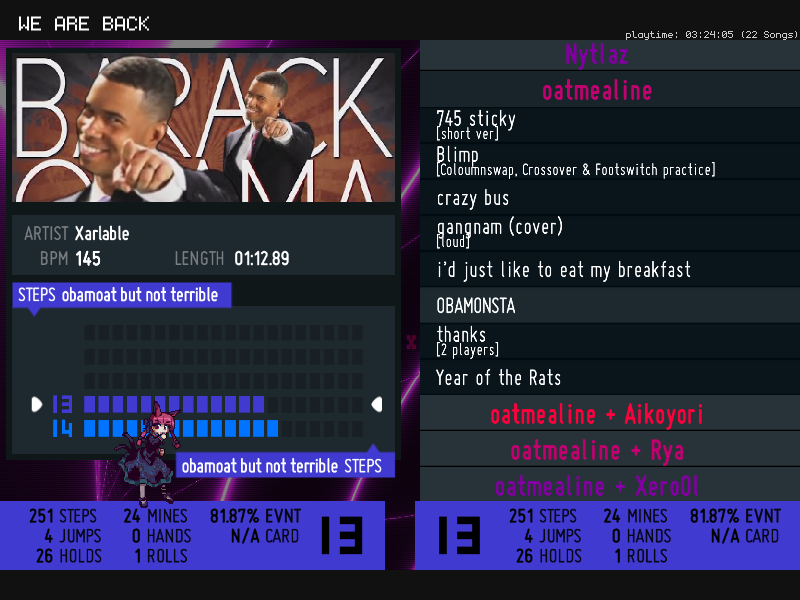 WE ARE BACK
playtime: 03:24:05 (22 Songs)
BARACK
OBAMA
ARTIST Xarlable
BPM 145 LENGTH 01:12.89
STEPS obamoat but not terrible
13
14
obamoat but not terrible STEPS
Nytlaz
oatmealine
745 sticky
[short ver]
Blimp
[Coloumnswap, Crossover & Footswitch practice]
crazy bus
gangnam (cover)
[loud]
i'd just like to eat my breakfast
OBAMONSTA
thanks
[2 players]
Year of the Rats
oatmealine + Aikoyori
oatmealine + Rya
oatmealine + XeroOl
251 STEPS 24 MINES 81.87% EVNT
4 JUMPS 0 HANDS N/A CARD
26 HOLDS 1 ROLLS
13
13
251 STEPS 24 MINES 81.87% EVNT
4 JUMPS 0 HANDS N/A CARD
26 HOLDS 1 ROLLS